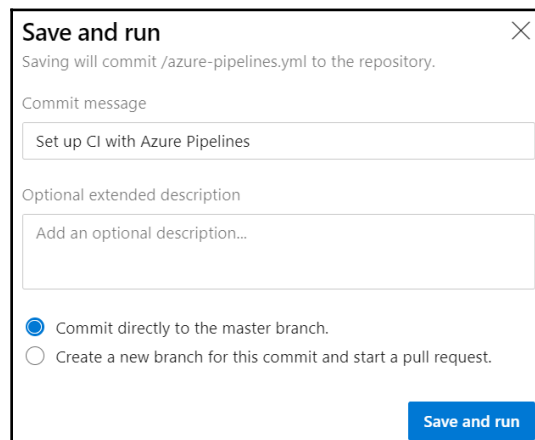 Save and run
Saving will commit /azure-pipelines.yml to the repository.
Commit message
Set up CI with Azure Pipelines
Optional extended description
Add an optional description...
Commit directly to the master branch.
Create a new branch for this commit and start a pull request.
Save and run